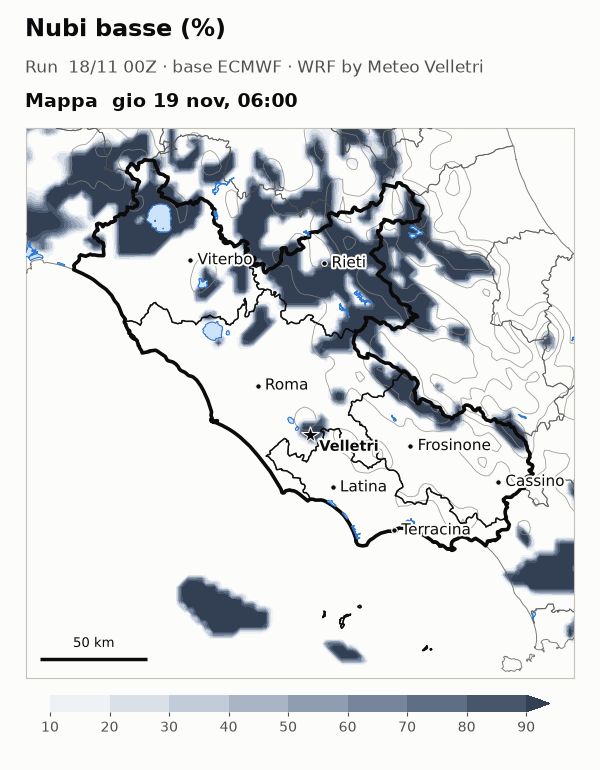 Nubi basse (%)
Run 18/11 00Z · base ECMWF · WRF by Meteo Velletri
Mappa gio 19 nov, 06:00
Viterbo
Rieti
Roma
Velletri
Frosinone
Cassino
Latina
Terracina
50 km
10 20 30 40 50 60 70 80 90